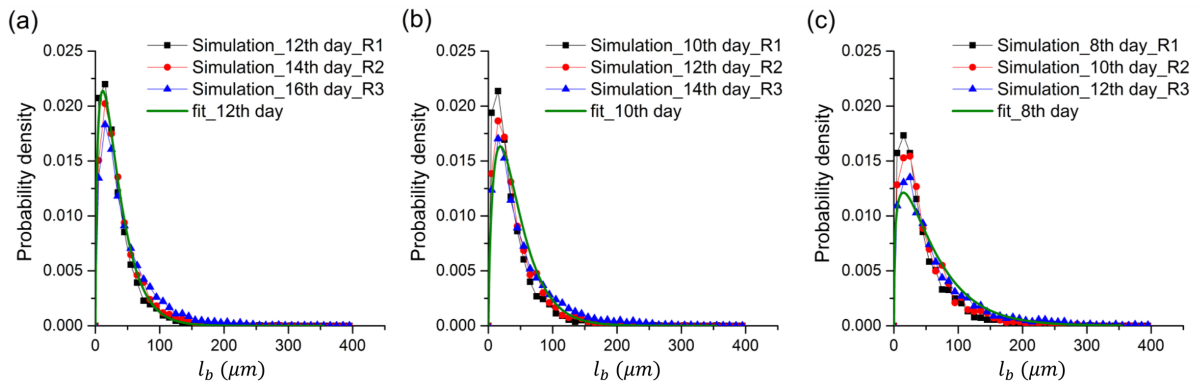 (a)
Simulation_12th day_R1
Simulation_14th day_R2
Simulation_16th day_R3
fit_12th day
Probability density
0.025
0.020
0.015
0.010
0.005
0.000
0 100 200 300 400
l_b (μm)
(b)
Simulation_10th day_R1
Simulation_12th day_R2
Simulation_14th day_R3
fit_10th day
Probability density
0.025
0.020
0.015
0.010
0.005
0.000
0 100 200 300 400
l_b (μm)
(c)
Simulation_8th day_R1
Simulation_10th day_R2
Simulation_12th day_R3
fit_8th day
Probability density
0.025
0.020
0.015
0.010
0.005
0.000
0 100 200 300 400
l_b (μm)